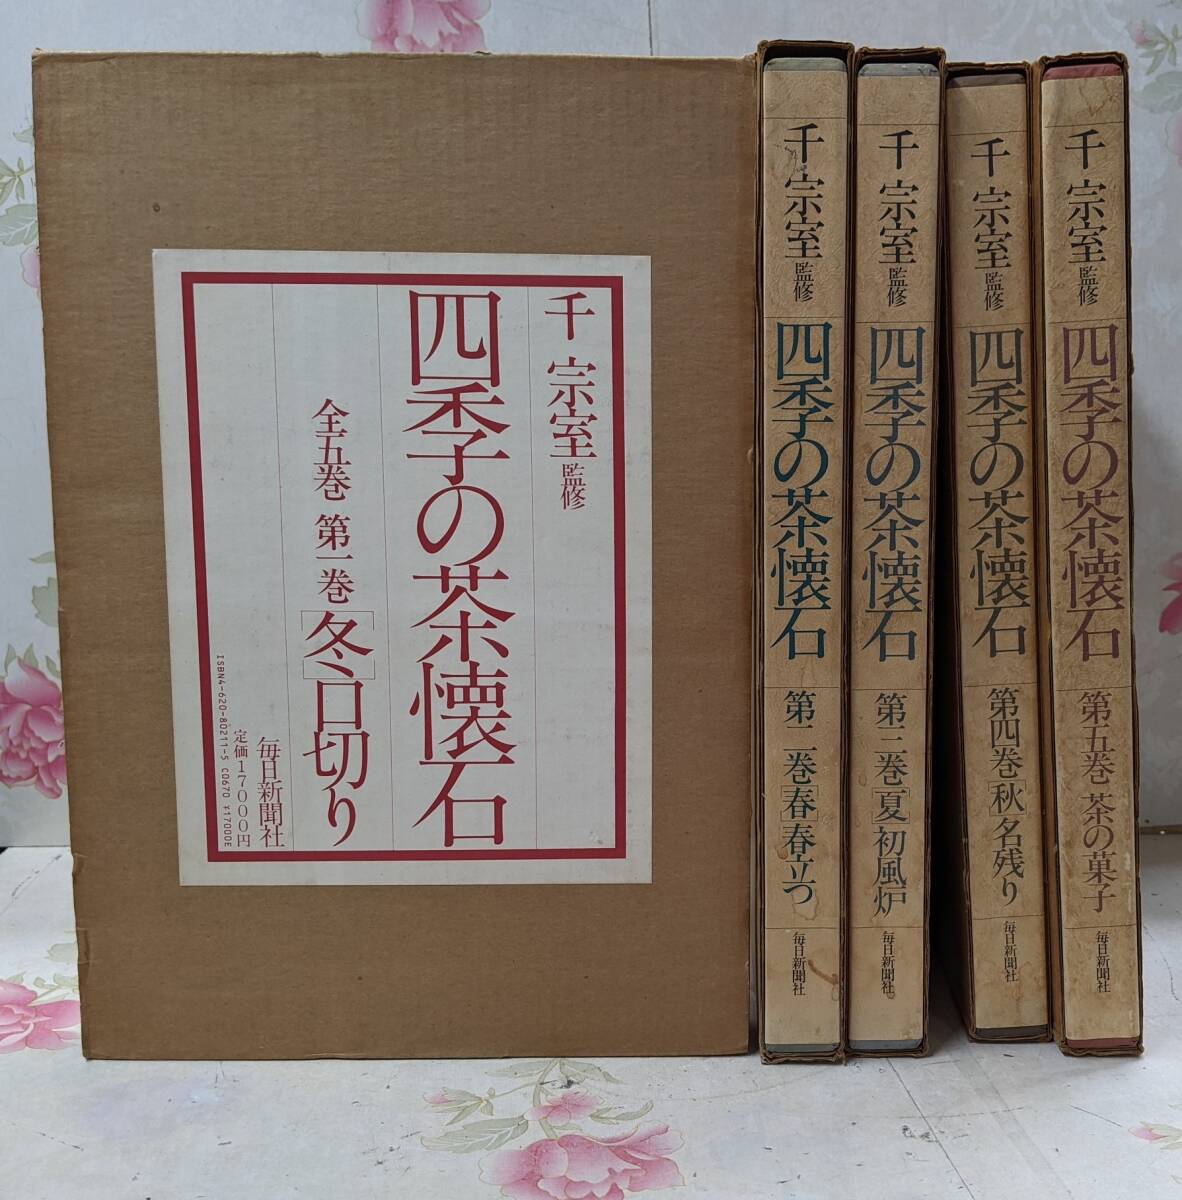 千 宗室 監修
四季の茶懐石
全五巻 第一巻 [冬]口切り
毎日新聞社
定価17000円
ISBN4-620-80211-5 C0670 ¥17000E
千 宗室 監修 四季の茶懐石 第二巻[春]春立つ 毎日新聞社
千 宗室 監修 四季の茶懐石 第三巻[夏]初風炉 毎日新聞社
千 宗室 監修 四季の茶懐石 第四巻[秋]名残り 毎日新聞社
千 宗室 監修 四季の茶懐石 第五巻 茶の菓子 毎日新聞社